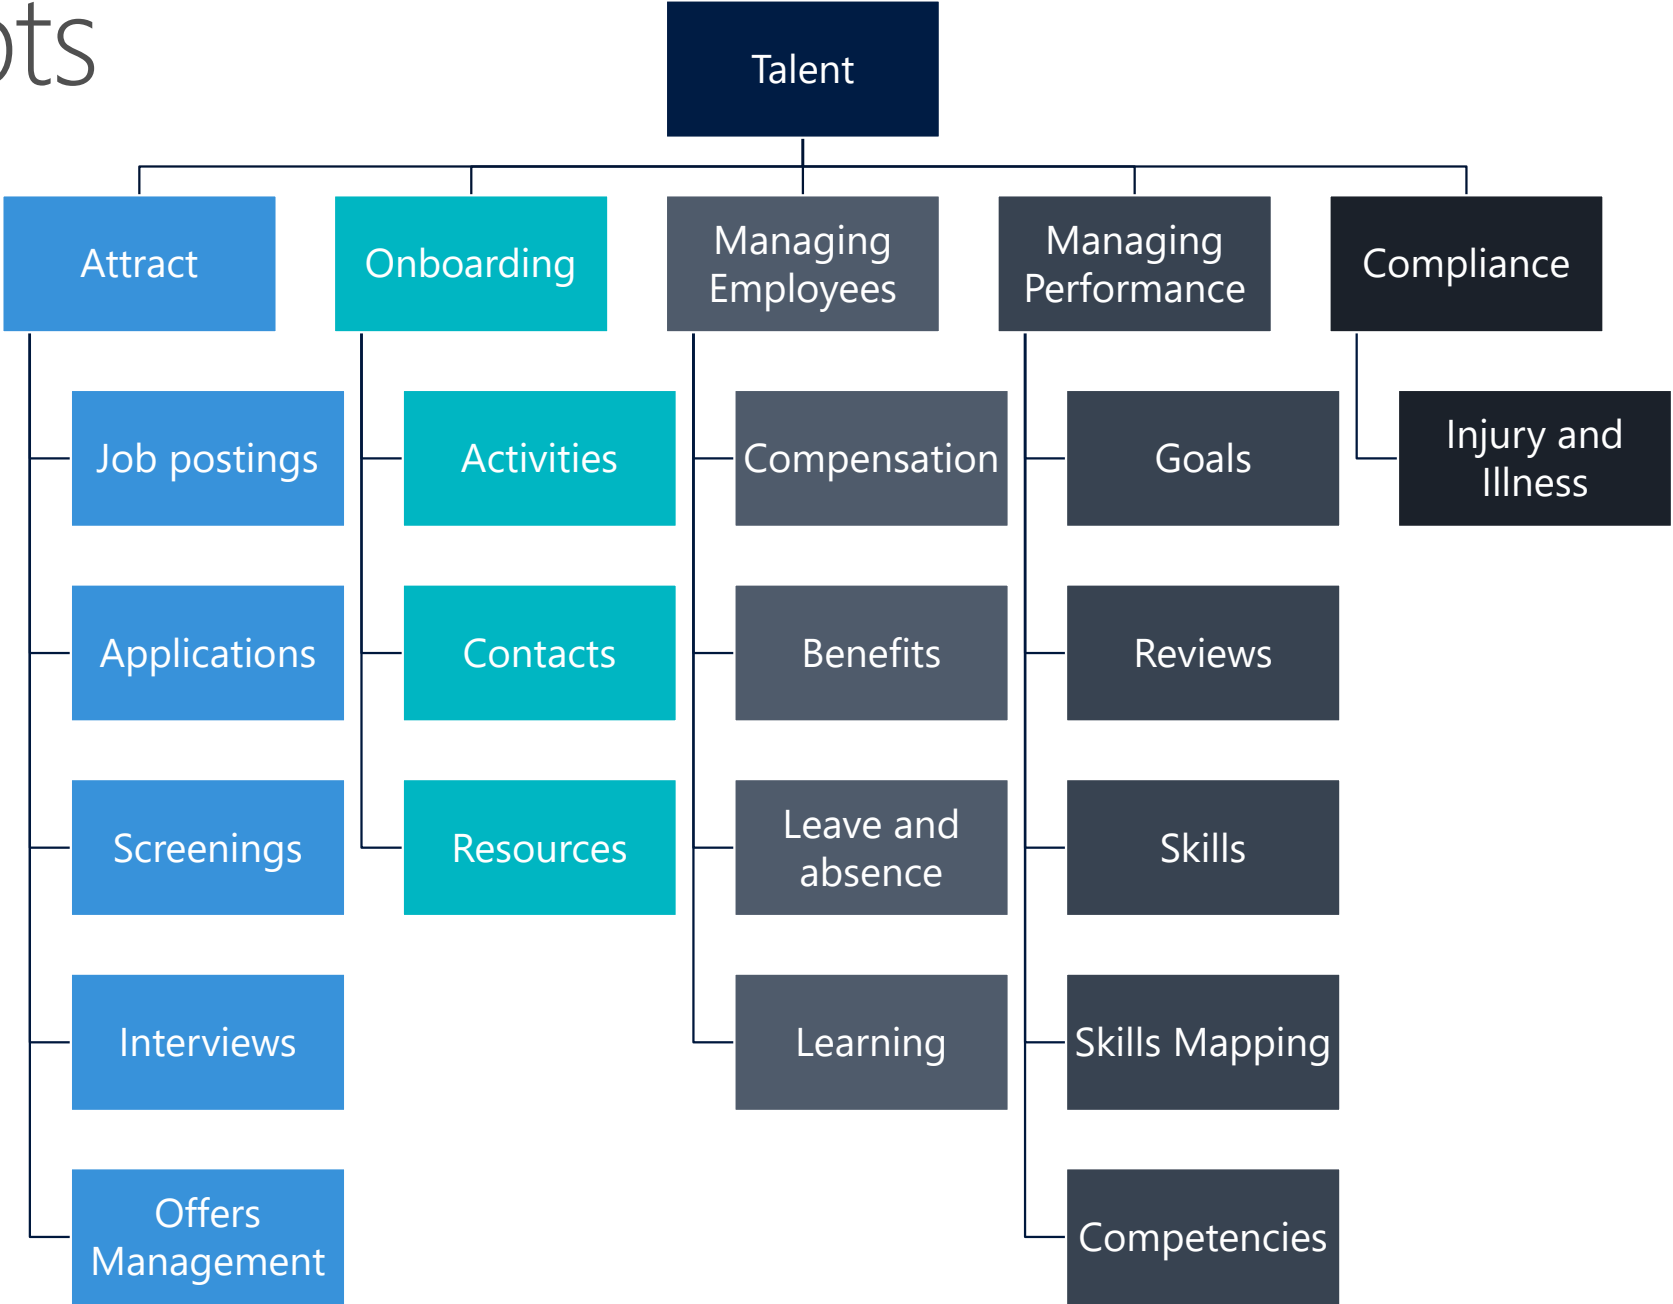 Talent
Attract
Onboarding
Managing
Employees
Managing
Performance
Compliance
Job postings
Applications
Screenings
Interviews
Offers
Management
Activities
Contacts
Resources
Compensation
Benefits
Leave and
absence
Learning
Goals
Reviews
Skills
Skills Mapping
Competencies
Injury and
Illness